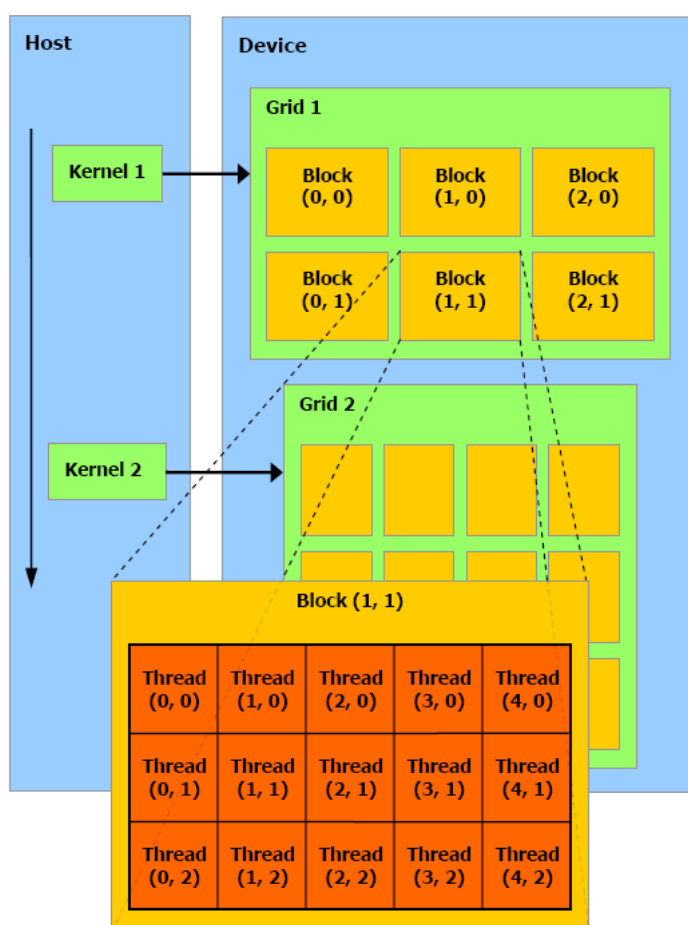 Host
Device
Grid 1
Kernel 1
Block
(0, 0)
Block
(1, 0)
Block
(2, 0)
Block
(0, 1)
Block
(1, 1)
Block
(2, 1)
Grid 2
Kernel 2
Block (1, 1)
Thread
(0, 0)
Thread
(1, 0)
Thread
(2, 0)
Thread
(3, 0)
Thread
(4, 0)
Thread
(0, 1)
Thread
(1, 1)
Thread
(2, 1)
Thread
(3, 1)
Thread
(4, 1)
Thread
(0, 2)
Thread
(1, 2)
Thread
(2, 2)
Thread
(3, 2)
Thread
(4, 2)